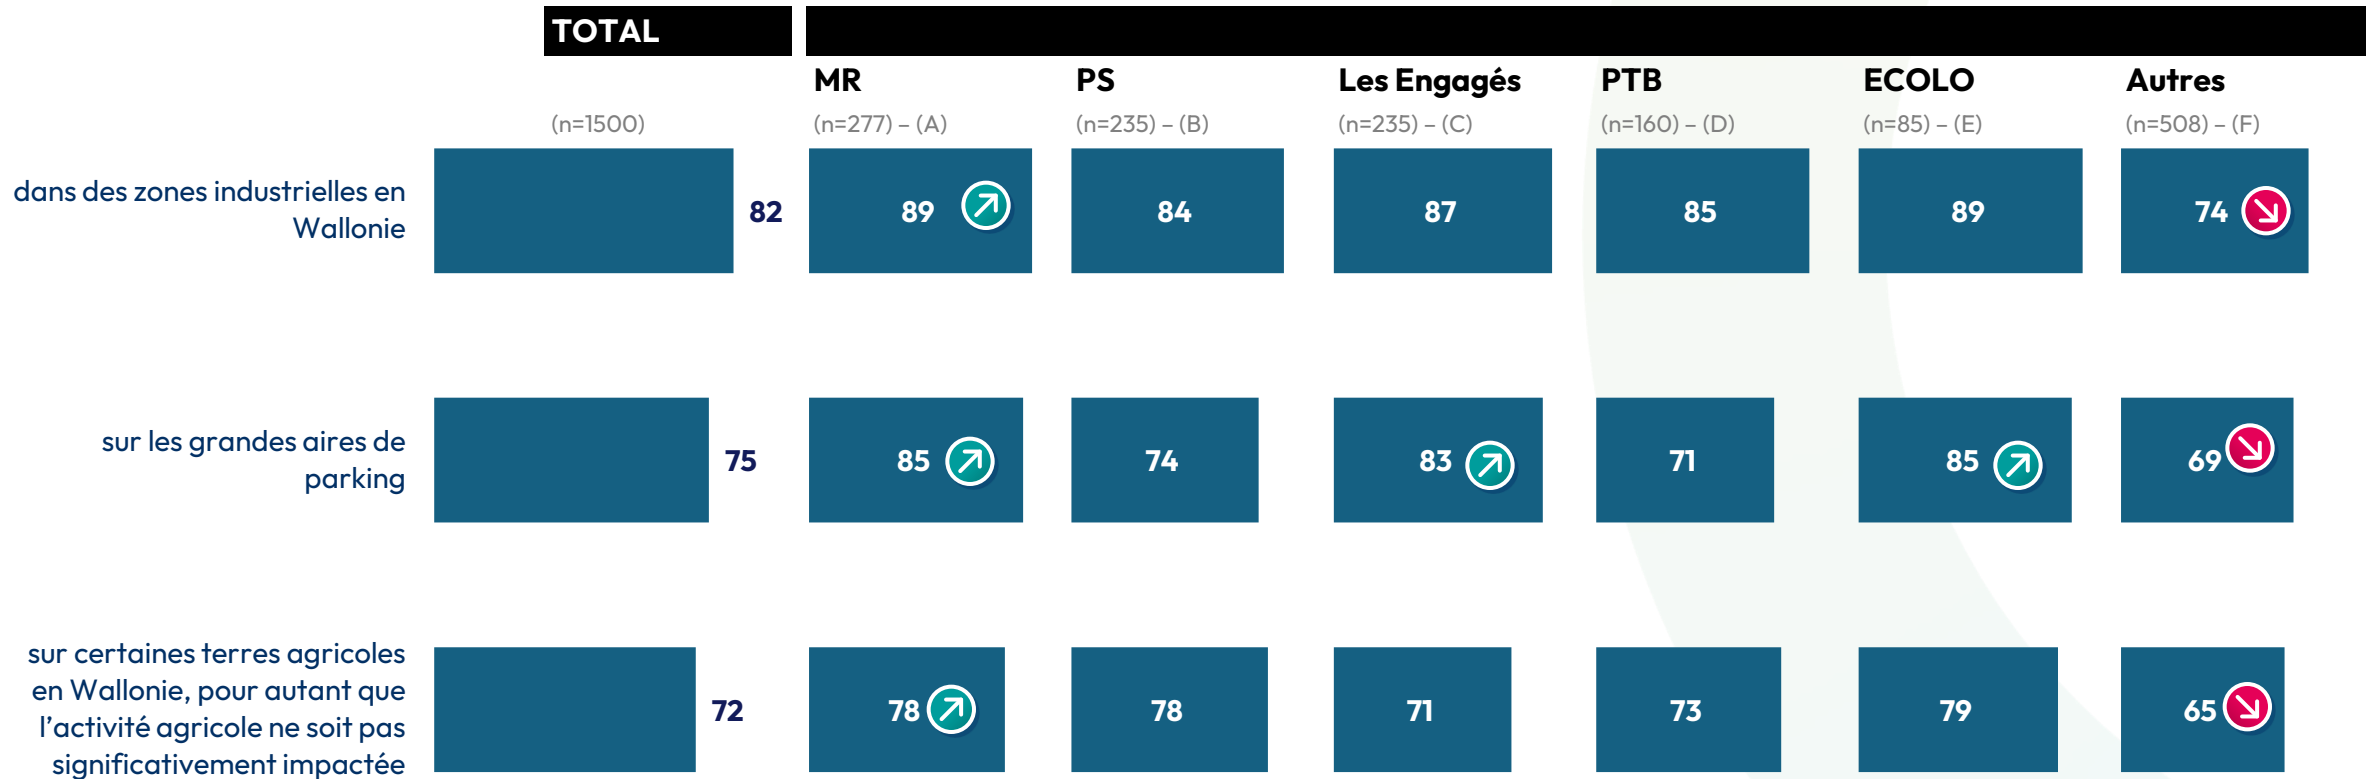 TOTAL
MR PS Les Engagés PTB ECOLO Autres
(n=1500) (n=277) – (A) (n=235) – (B) (n=235) – (C) (n=160) – (D) (n=85) – (E) (n=508) – (F)
dans des zones industrielles en
Wallonie
82 89 84 87 85 89 74
sur les grandes aires de
parking
75 85 74 83 71 85 69
sur certaines terres agricoles
en Wallonie, pour autant que
l’activité agricole ne soit pas
significativement impactée
72 78 78 71 73 79 65